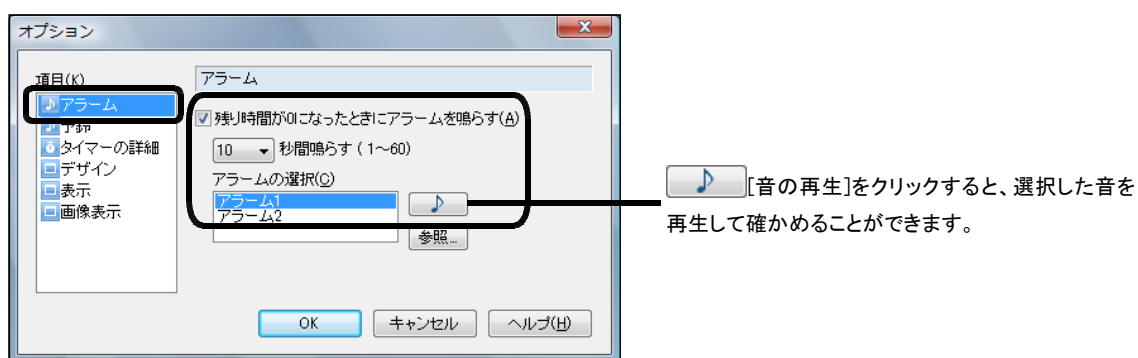 オプション
項目(K)
アラーム
予鈴
タイマーの詳細
デザイン
表示
画像表示
アラーム
残り時間が0になったときにアラームを鳴らす(A)
10 秒間鳴らす ( 1～60)
アラームの選択(C)
アラーム1
アラーム2
参照...
OK キャンセル ヘルプ(H)
[音の再生]をクリックすると、選択した音を
再生して確かめることができます。